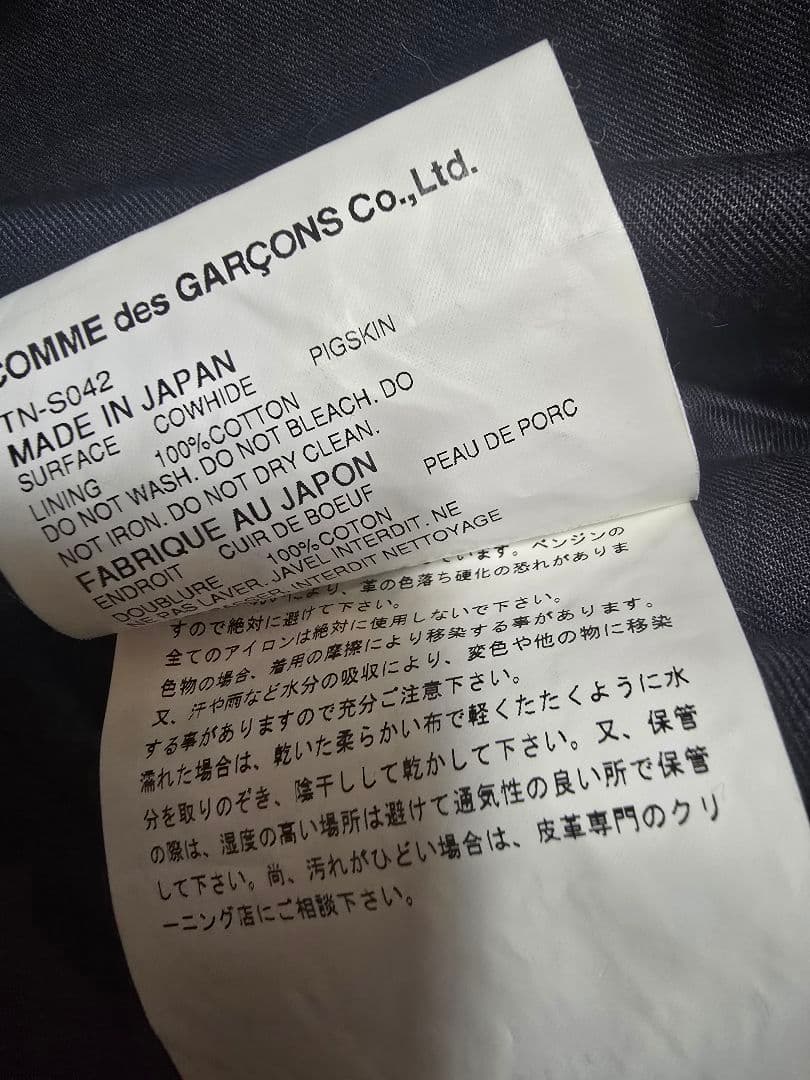 COMME des GARÇONS Co.,Ltd.
TN-S042
MADE IN JAPAN
SURFACE COWHIDE PIGSKIN
LINING 100%COTTON
DO NOT WASH. DO NOT BLEACH. DO
NOT IRON. DO NOT DRY CLEAN.
FABRIQUE AU JAPON
ENDROIT CUIR DE BOEUF PEAU DE PORC
DOUBLURE 100%COTON
NE PAS LAVER. JAVEL INTERDIT. NE
INTERDIT NETTOYAGE
います。ベンジンの
より、革の色落ち硬化の恐れがありま
すので絶対に避けて下さい。
全てのアイロンは絶対に使用しないで下さい。
色物の場合、着用の摩擦により移染する事があります。
又、汗や雨など水分の吸収により、変色や他の物に移染
する事がありますので充分ご注意下さい。
濡れた場合は、乾いた柔らかい布で軽くたたくように水
分を取りのぞき、陰干しして乾かして下さい。又、保管
の際は、湿度の高い場所は避けて通気性の良い所で保管
して下さい。尚、汚れがひどい場合は、皮革専門のクリ
ーニング店にご相談下さい。